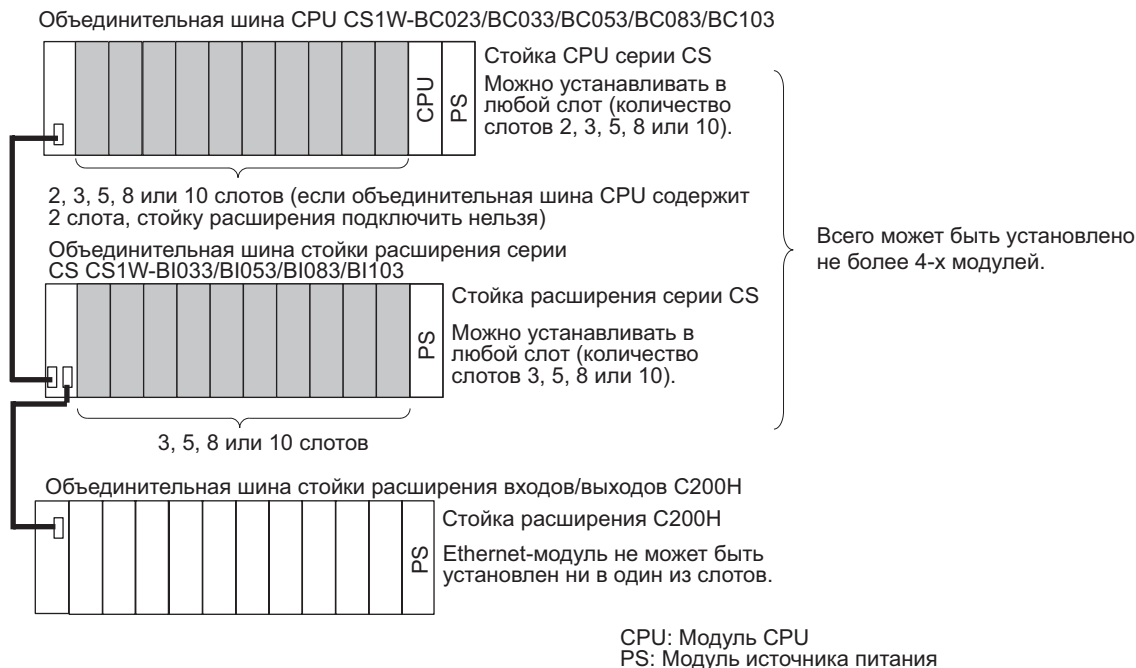 Объединительная шина CPU CS1W-BC023/BC033/BC053/BC083/BC103
CPU
PS
Стойка CPU серии CS
Можно устанавливать в
любой слот (количество
слотов 2, 3, 5, 8 или 10).
2, 3, 5, 8 или 10 слотов (если объединительная шина CPU содержит
2 слота, стойку расширения подключить нельзя)
Всего может быть установлено
не более 4-х модулей.
Объединительная шина стойки расширения серии
CS CS1W-BI033/BI053/BI083/BI103
PS
Стойка расширения серии CS
Можно устанавливать в
любой слот (количество
слотов 3, 5, 8 или 10).
3, 5, 8 или 10 слотов
Объединительная шина стойки расширения входов/выходов C200H
PS
Стойка расширения C200H
Ethernet-модуль не может быть
установлен ни в один из слотов.
CPU: Модуль CPU
PS: Модуль источника питания